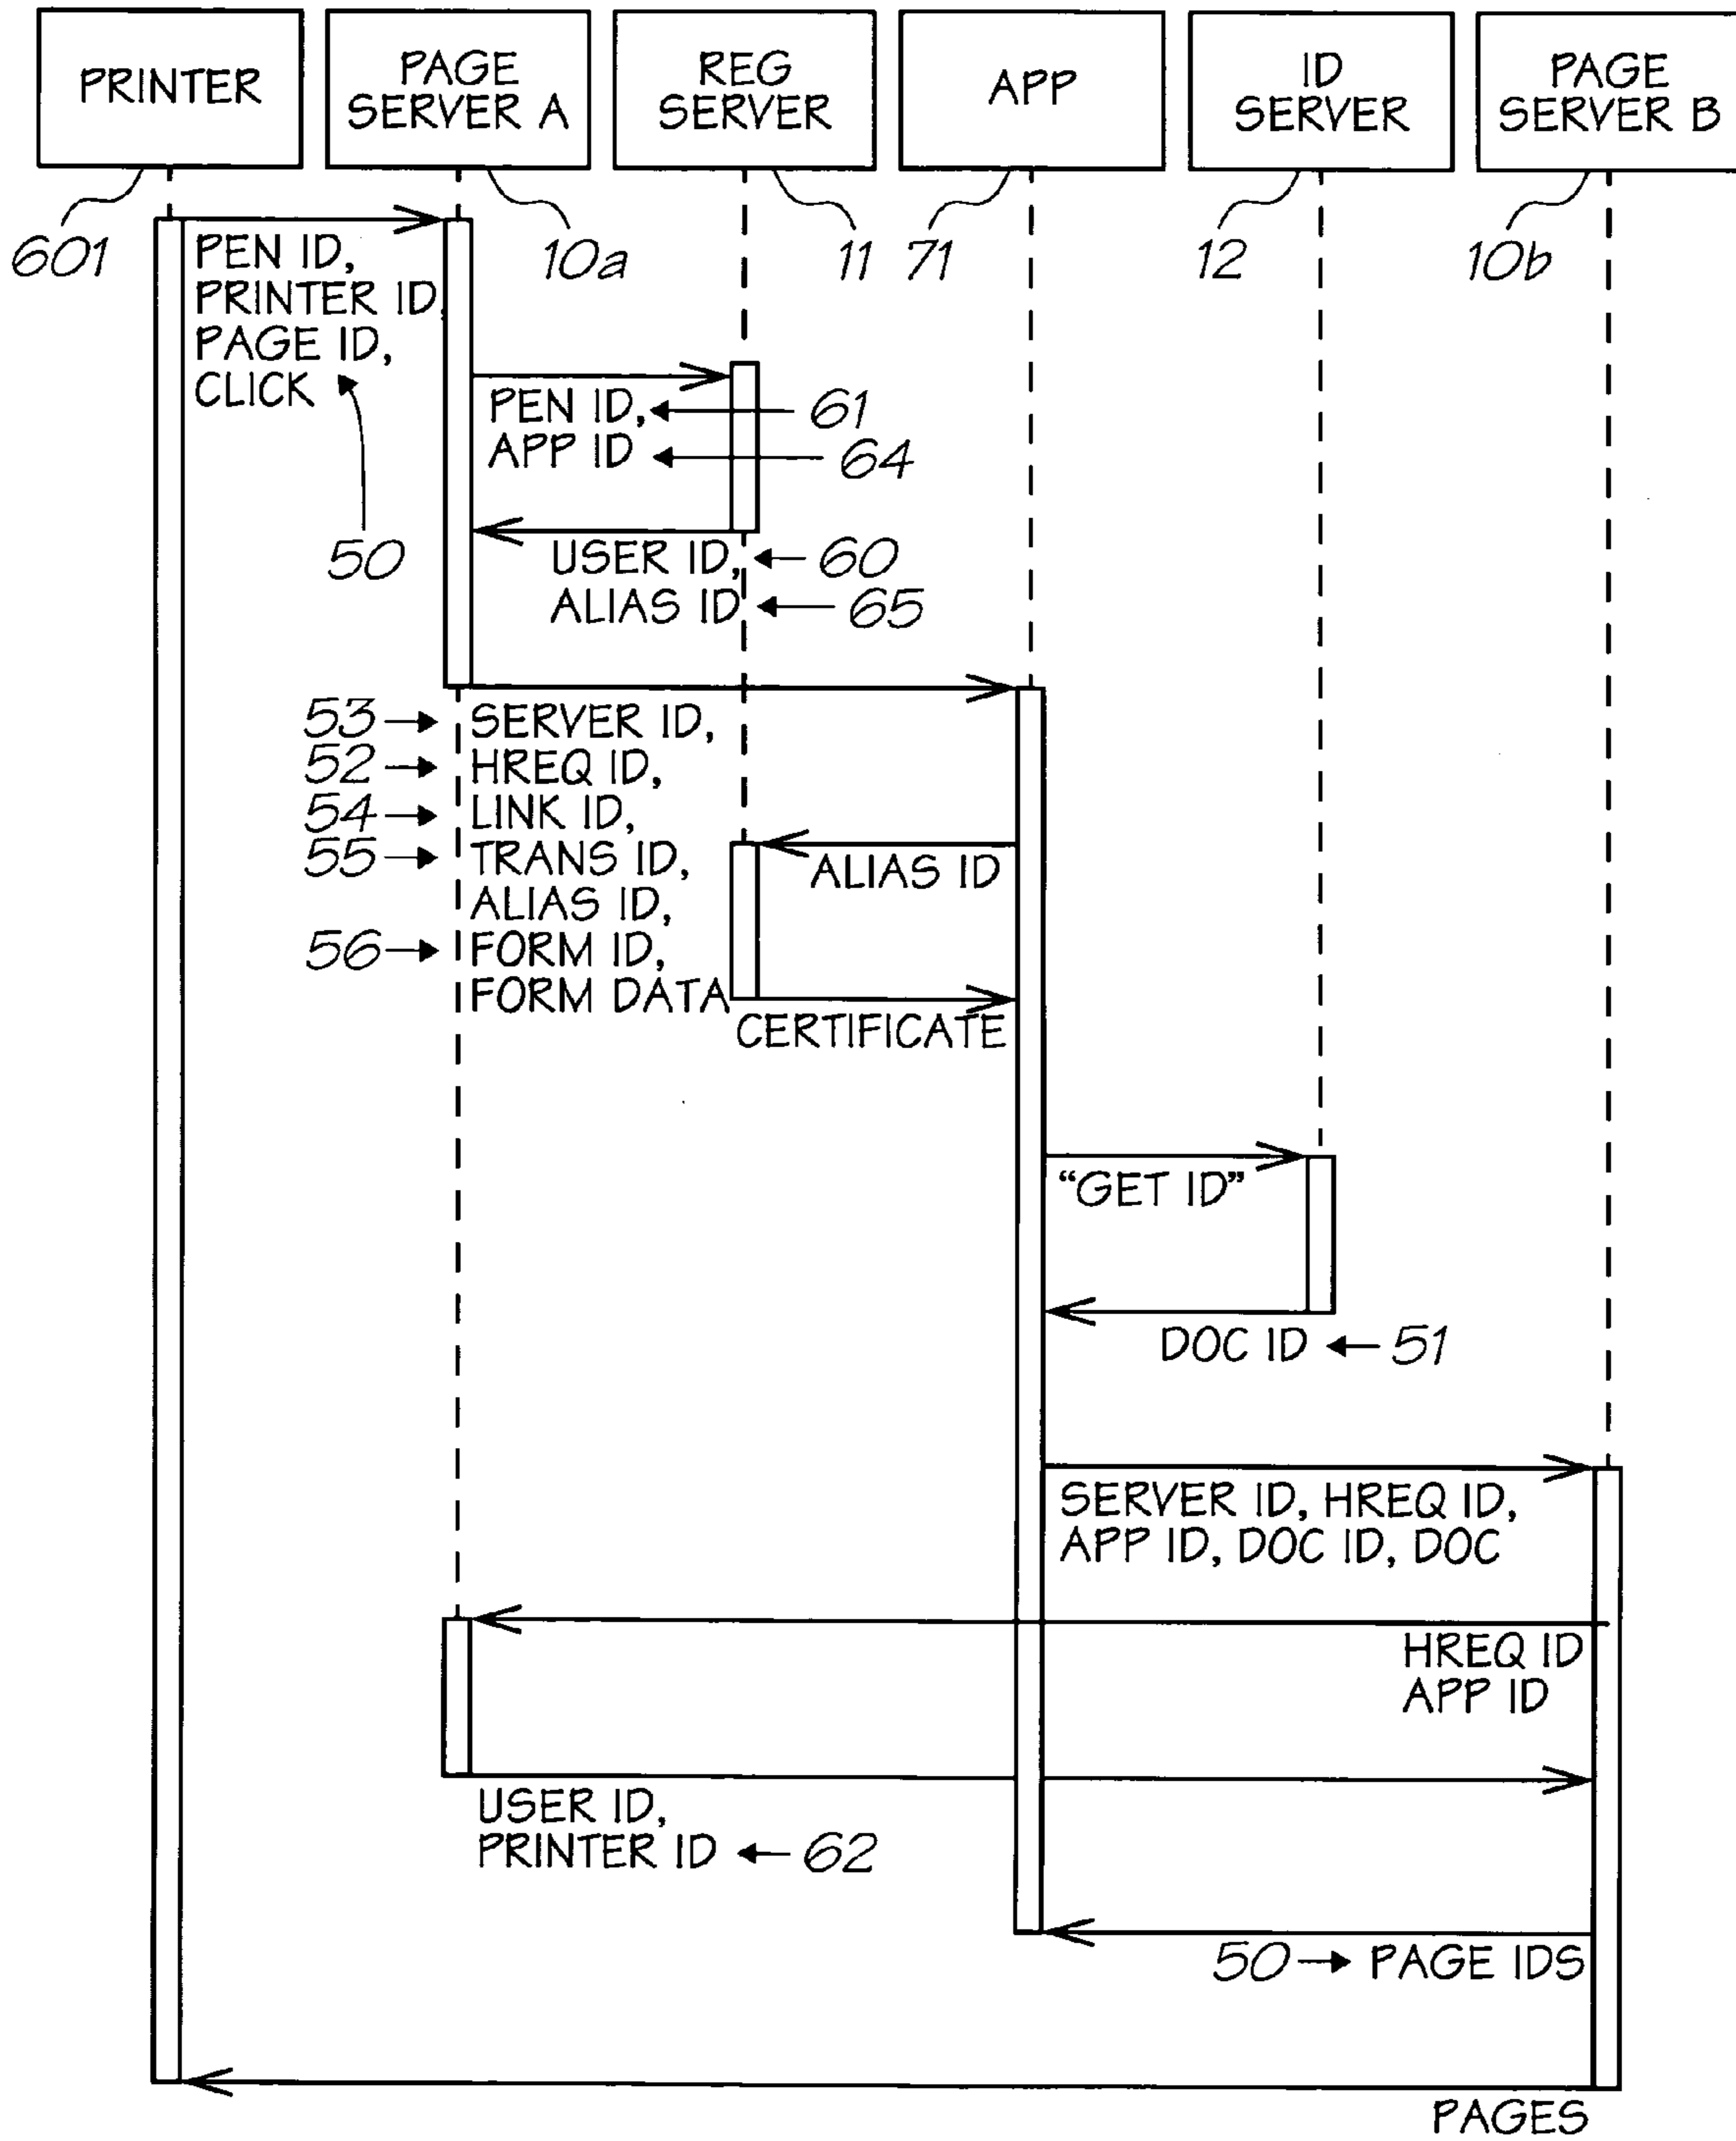 PRINTER
PAGE
SERVER A
REG
SERVER
APP
ID
SERVER
PAGE
SERVER B
601
10a
11
71
12
10b
PEN ID,
PRINTER ID
PAGE ID,
CLICK
50
PEN ID,
61
APP ID
64
USER ID,
60
ALIAS ID
65
53
SERVER ID,
52
HREQ ID,
54
LINK ID,
55
TRANS ID,
ALIAS ID,
56
FORM ID,
FORM DATA
ALIAS ID
CERTIFICATE
“GET ID”
DOC ID
51
SERVER ID, HREQ ID,
APP ID, DOC ID, DOC
HREQ ID
APP ID
USER ID,
PRINTER ID
62
50
PAGE IDS
PAGES